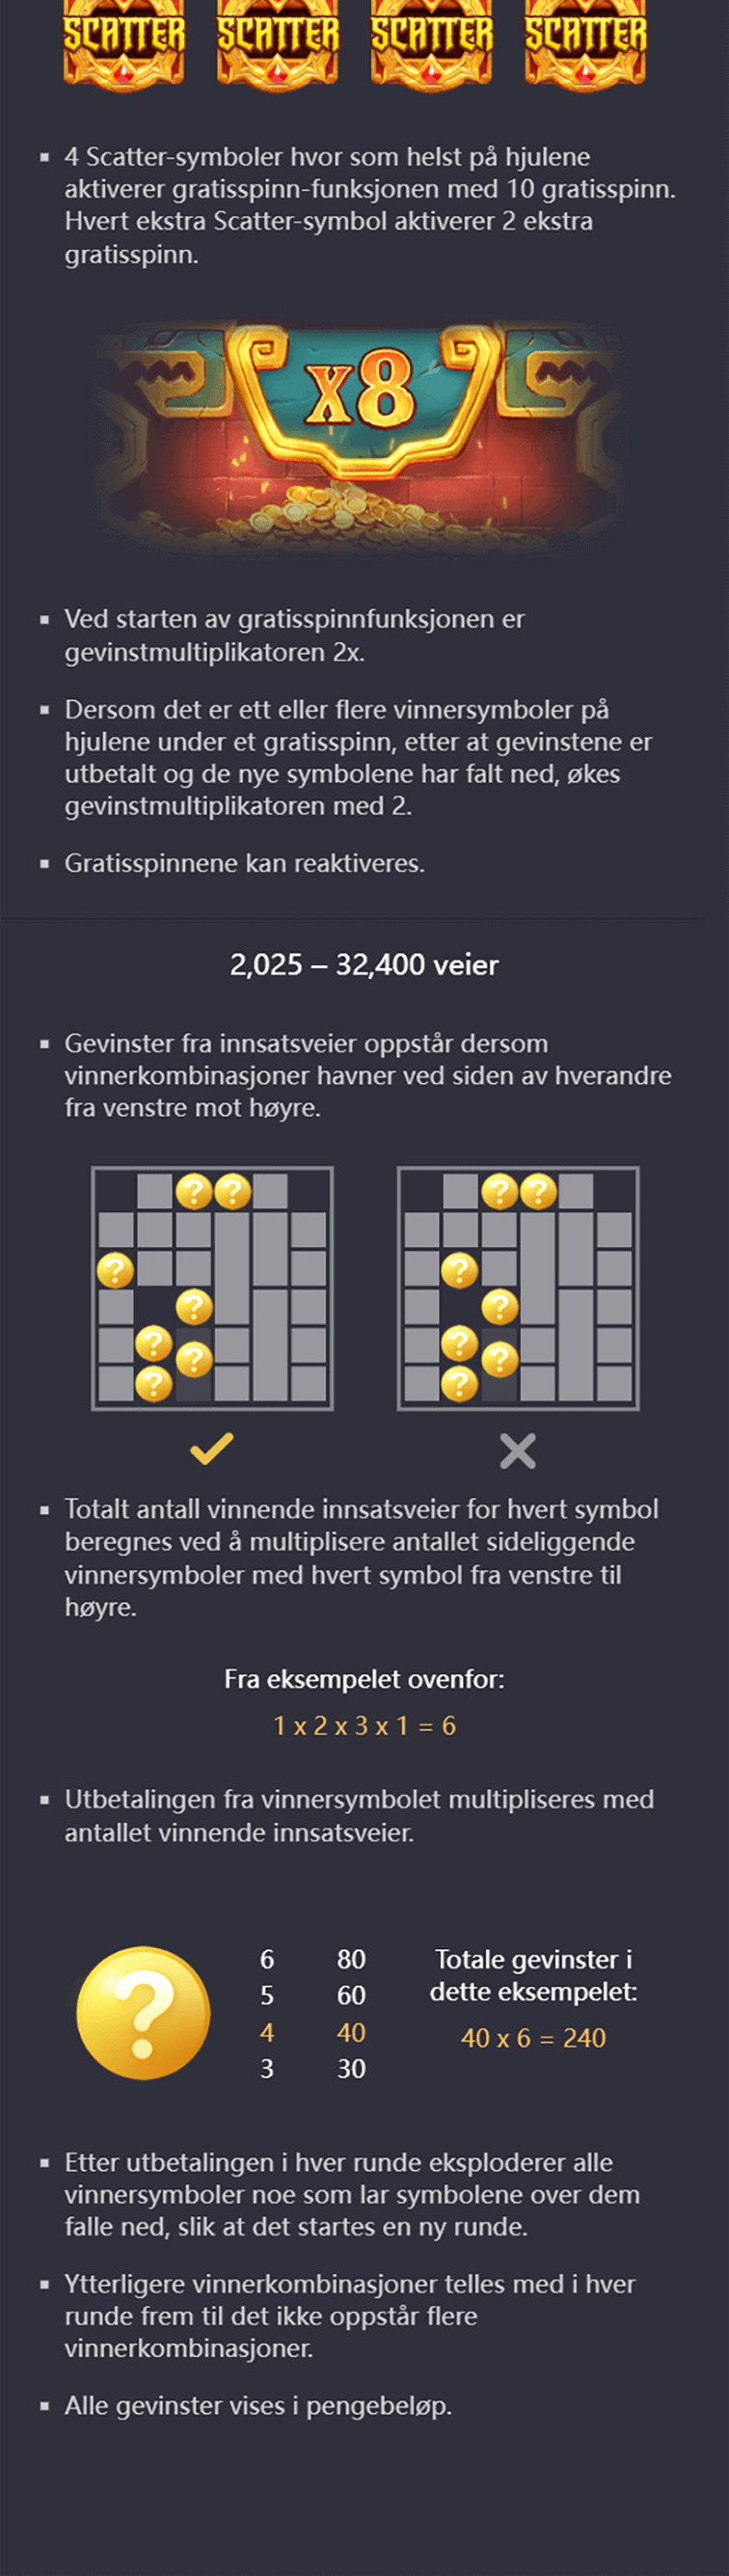 SCATTER SCATTER SCATTER SCATTER
▪ 4 Scatter-symboler hvor som helst på hjulene
aktiverer gratisspinn-funksjonen med 10 gratisspinn.
Hvert ekstra Scatter-symbol aktiverer 2 ekstra
gratisspinn.
x8
▪ Ved starten av gratisspinnfunksjonen er
gevinstmultiplikatoren 2x.
▪ Dersom det er ett eller flere vinnersymboler på
hjulene under et gratisspinn, etter at gevinstene er
utbetalt og de nye symbolene har falt ned, økes
gevinstmultiplikatoren med 2.
▪ Gratisspinnene kan reaktiveres.
2,025 – 32,400 veier
▪ Gevinster fra innsatsveier oppstår dersom
vinnerkombinasjoner havner ved siden av hverandre
fra venstre mot høyre.
? ? ? ?
? ?
? ?
? ?
? ?
? ?
? ?
▪ Totalt antall vinnende innsatsveier for hvert symbol
beregnes ved å multiplisere antallet sideliggende
vinnersymboler med hvert symbol fra venstre til
høyre.
Fra eksempelet ovenfor:
1 x 2 x 3 x 1 = 6
▪ Utbetalingen fra vinnersymbolet multipliseres med
antallet vinnende innsatsveier.
?
6 80
5 60
4 40
3 30
Totale gevinster i
dette eksempelet:
40 x 6 = 240
▪ Etter utbetalingen i hver runde eksploderer alle
vinnersymboler noe som lar symbolene over dem
falle ned, slik at det startes en ny runde.
▪ Ytterligere vinnerkombinasjoner telles med i hver
runde frem til det ikke oppstår flere
vinnerkombinasjoner.
▪ Alle gevinster vises i pengebeløp.